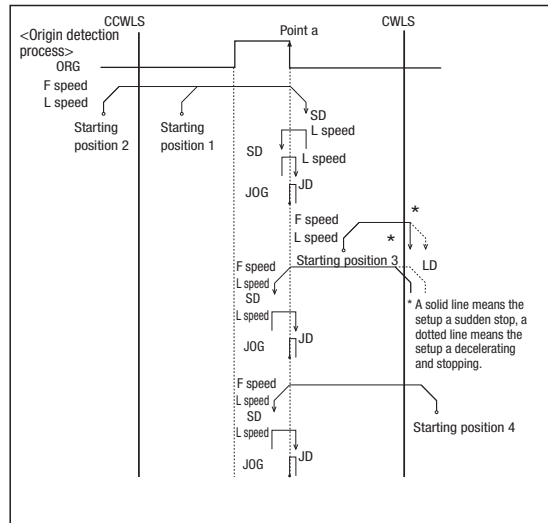 CCWLS
Point a
CWLS
<Origin detection
process>
ORG
F speed
L speed
SD
Starting
position 2
Starting
position 1
L speed
SD
L speed
JOG
JD
*
F speed
L speed
*
Starting position 3
LD
F speed
L speed
SD
L speed
JD
JOG
* A solid line means the
setup a sudden stop, a
dotted line means the
setup a decelerating
and stopping.
F speed
L speed
SD
Starting position 4
L speed
JD
JOG